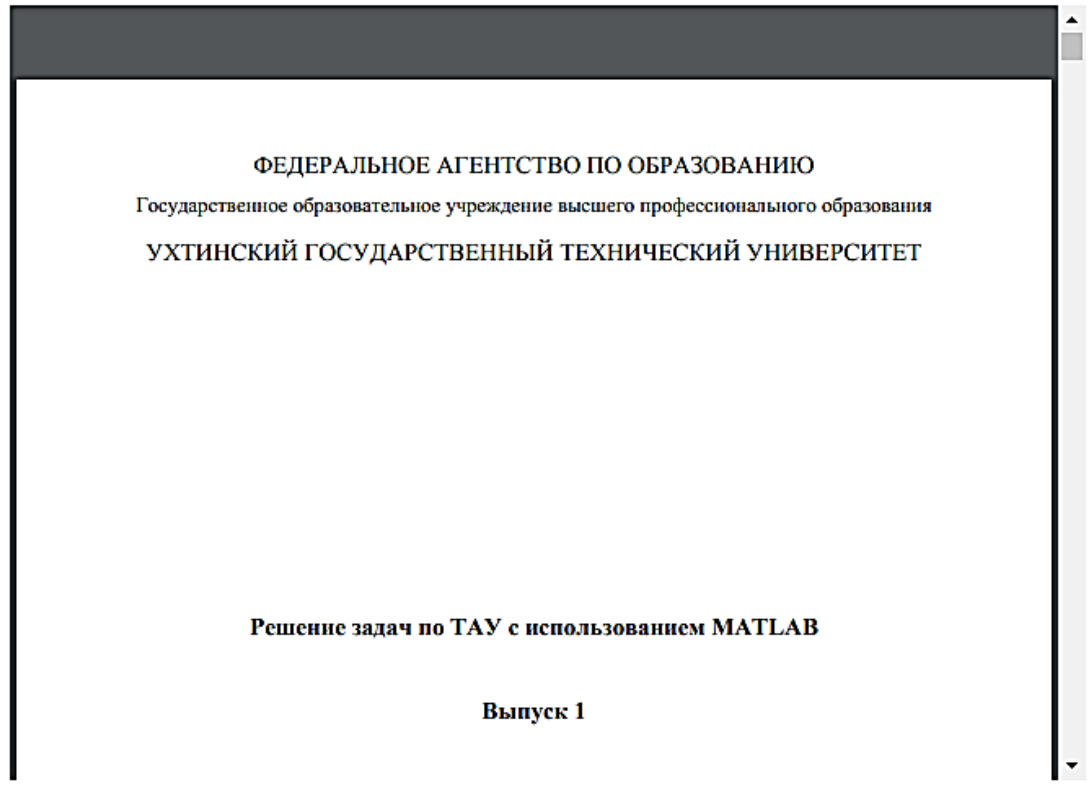 ФЕДЕРАЛЬНОЕ АГЕНТСТВО ПО ОБРАЗОВАНИЮ
Государственное образовательное учреждение высшего профессионального образования
УХТИНСКИЙ ГОСУДАРСТВЕННЫЙ ТЕХНИЧЕСКИЙ УНИВЕРСИТЕТ
Решение задач по ТАУ с использованием MATLAB
Выпуск 1